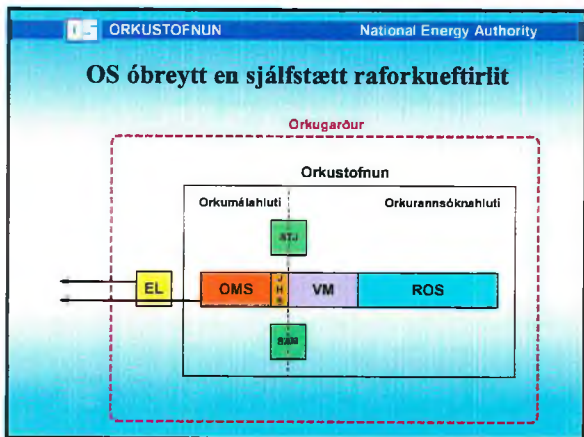 OS ORKUSTOFNUN National Energy Authority
OS óbreytt en sjálfstætt raforkueftirlit
Orkugarður
Orkustofnun
Orkumálahluti Orkurannsóknahluti
STJ
EL OMS JHS VM ROS